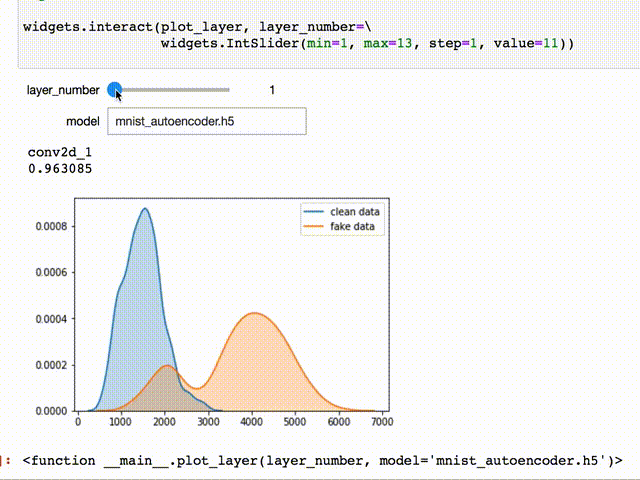 widgets.interact(plot_layer, layer_number=\
widgets.IntSlider(min=1, max=13, step=1, value=11))
layer_number 1
model mnist_autoencoder.h5
conv2d_1
0.963085
clean data
fake data
0.0008
0.0006
0.0004
0.0002
0.0000
0 1000 2000 3000 4000 5000 6000 7000
]: <function __main__.plot_layer(layer_number, model='mnist_autoencoder.h5')>